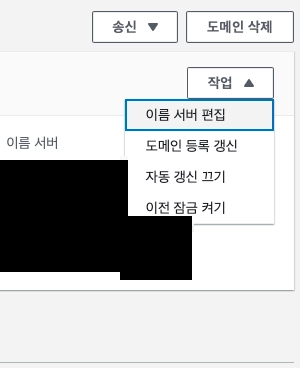 송신 ▼
도메인 삭제
작업 ▲
이름 서버 편집
이름 서버
도메인 등록 갱신
자동 갱신 끄기
이전 잠금 켜기